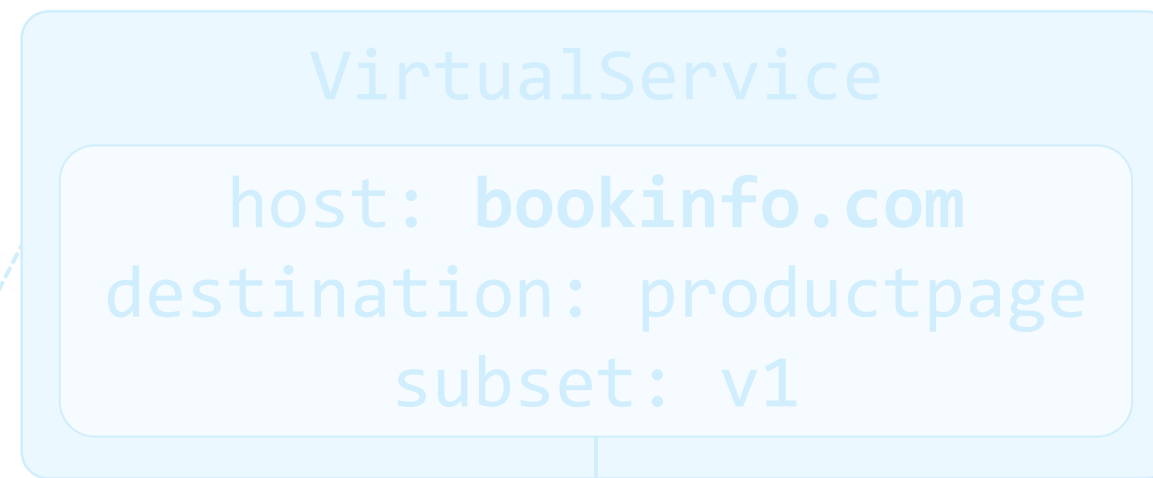 VirtualService
host: bookinfo.com
destination: productpage
subset: v1